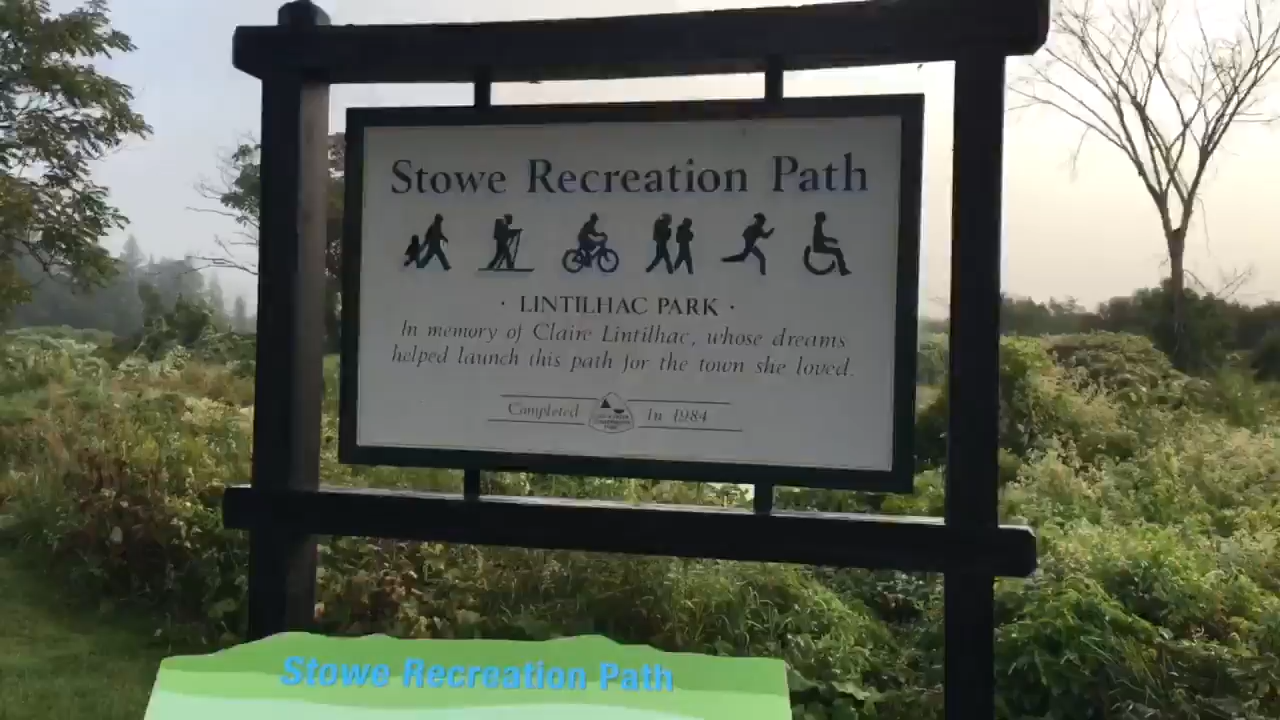 Stowe Recreation Path
· LINTILHAC PARK ·
In memory of Claire Lintilhac, whose dreams
helped launch this path for the town she loved.
Completed In 1984
Stowe Recreation Path